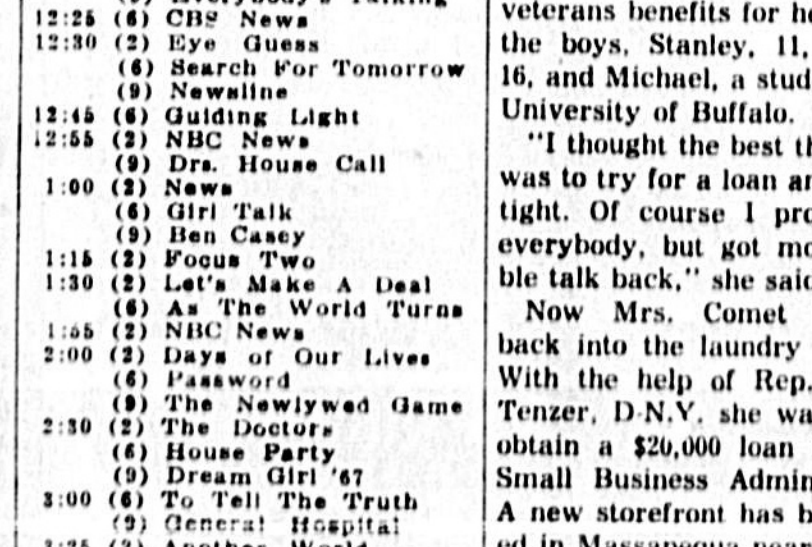 12:25 (6) CBS News
12:30 (2) Eye Guess
(6) Search For Tomorrow
(9) Newsline
12:45 (6) Guiding Light
12:55 (2) NBC News
(9) Drs. House Call
1:00 (2) News
(6) Girl Talk
(9) Ben Casey
1:15 (2) Focus Two
1:30 (2) Let's Make A Deal
(6) As The World Turns
1:55 (2) NBC News
2:00 (2) Days of Our Lives
(6) Password
(9) The Newlywed Game
2:30 (2) The Doctors
(6) House Party
(9) Dream Girl '67
3:00 (6) To Tell The Truth
(9) General Hospital
Another World
veterans benefits for
the boys, Stanley, 11,
16, and Michael, a stud
University of Buffalo.
"I thought the best
was to try for a loan
tight. Of course I
everybody, but got
ble talk back," she said
Now Mrs. Comet
back into the laundry
With the help of Rep.
Tenzer, D-N.Y, she
obtain a $20,000 loan
Small Business
A new storefront has
ed in Massapequa